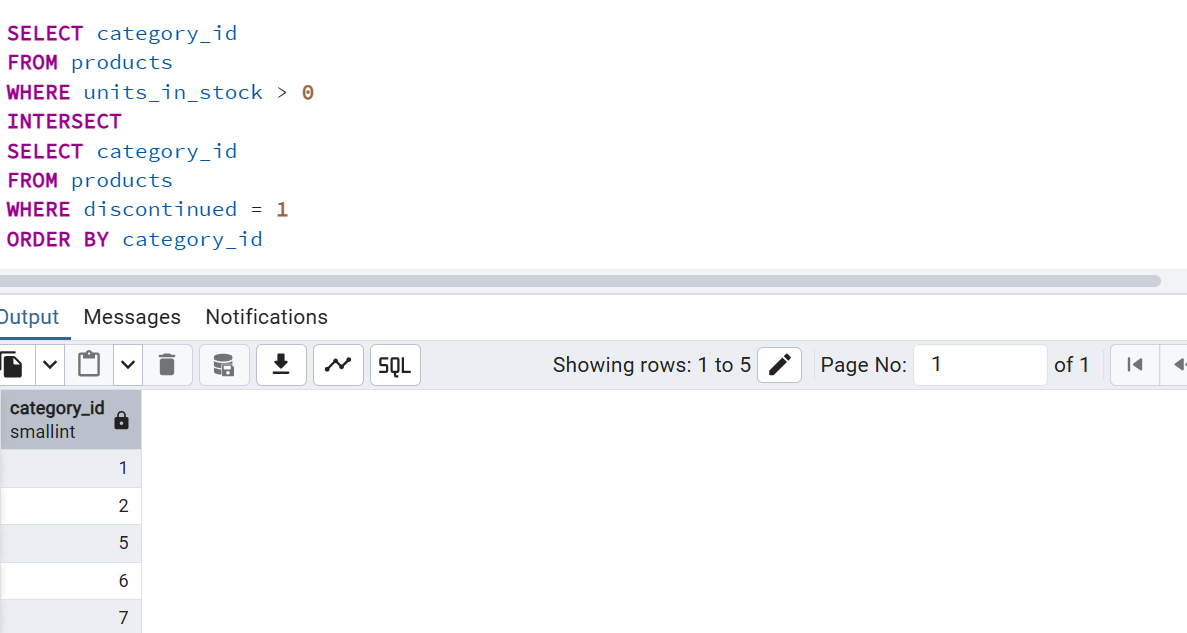 SELECT category_id
FROM products
WHERE units_in_stock > 0
INTERSECT
SELECT category_id
FROM products
WHERE discontinued = 1
ORDER BY category_id
Output Messages Notifications
SQL Showing rows: 1 to 5 Page No: 1 of 1
category_id
smallint
1
2
5
6
7